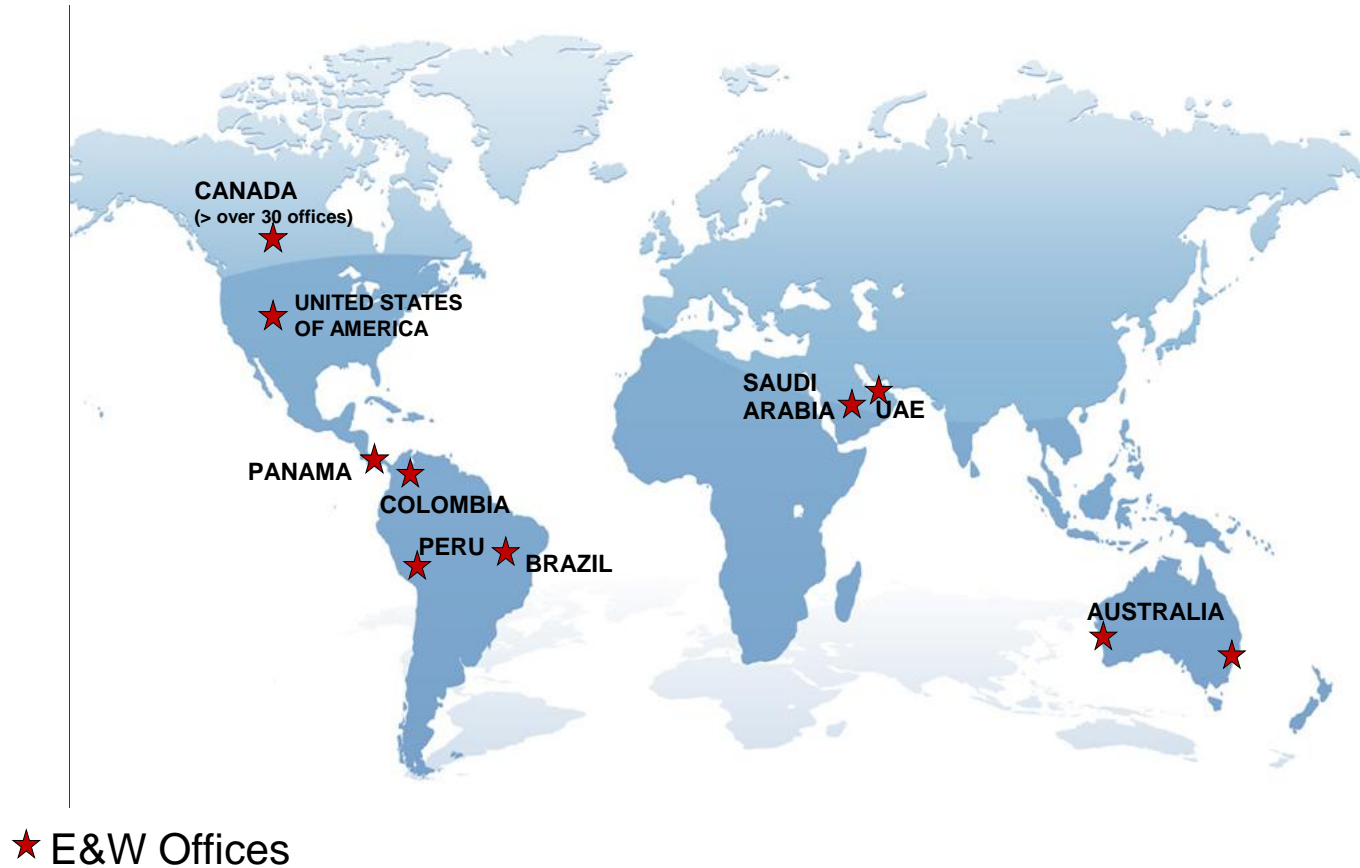 CANADA
(> over 30 offices)
UNITED STATES
OF AMERICA
SAUDI
ARABIA
UAE
PANAMA
COLOMBIA
PERU
BRAZIL
AUSTRALIA
E&W Offices